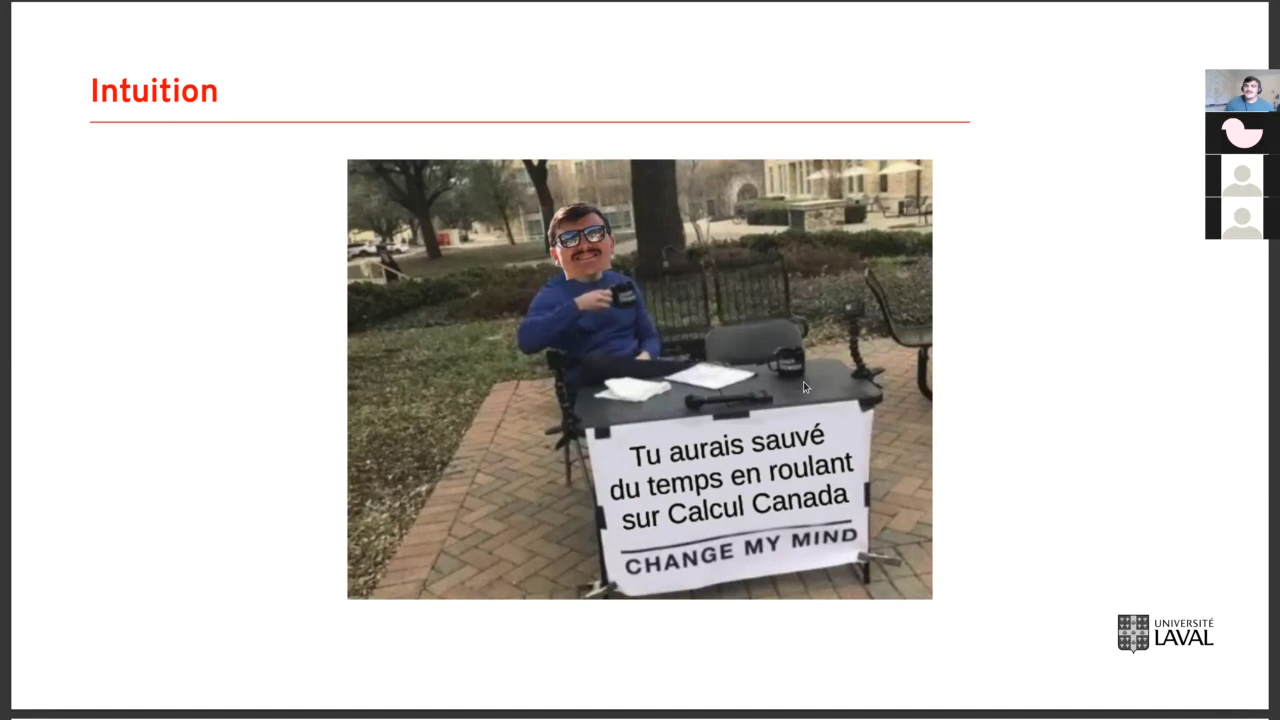 Intuition
Tu aurais sauvé
du temps en roulant
sur Calcul Canada
CHANGE MY MIND
UNIVERSITÉ
LAVAL